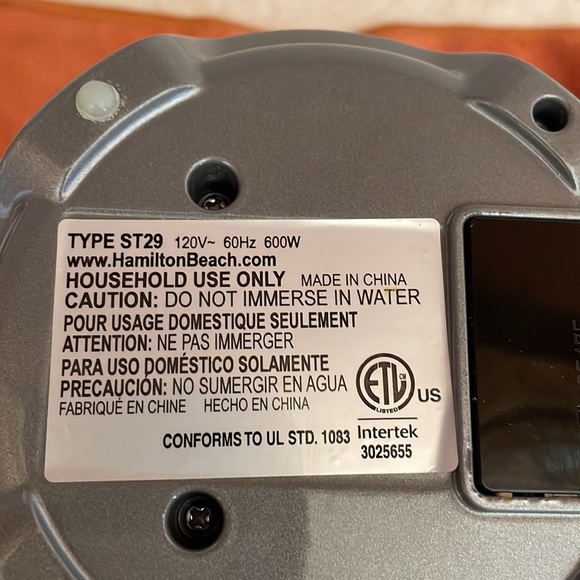 TYPE ST29 120V~ 60Hz 600W
www.HamiltonBeach.com
HOUSEHOLD USE ONLY MADE IN CHINA
CAUTION: DO NOT IMMERSE IN WATER
POUR USAGE DOMESTIQUE SEULEMENT
ATTENTION: NE PAS IMMERGER
PARA USO DOMÉSTICO SOLAMENTE
PRECAUCIÓN: NO SUMERGIR EN AGUA
FABRIQUÉ EN CHINE HECHO EN CHINA
ETL CM
LISTED
US
CONFORMS TO UL STD. 1083
Intertek
3025655